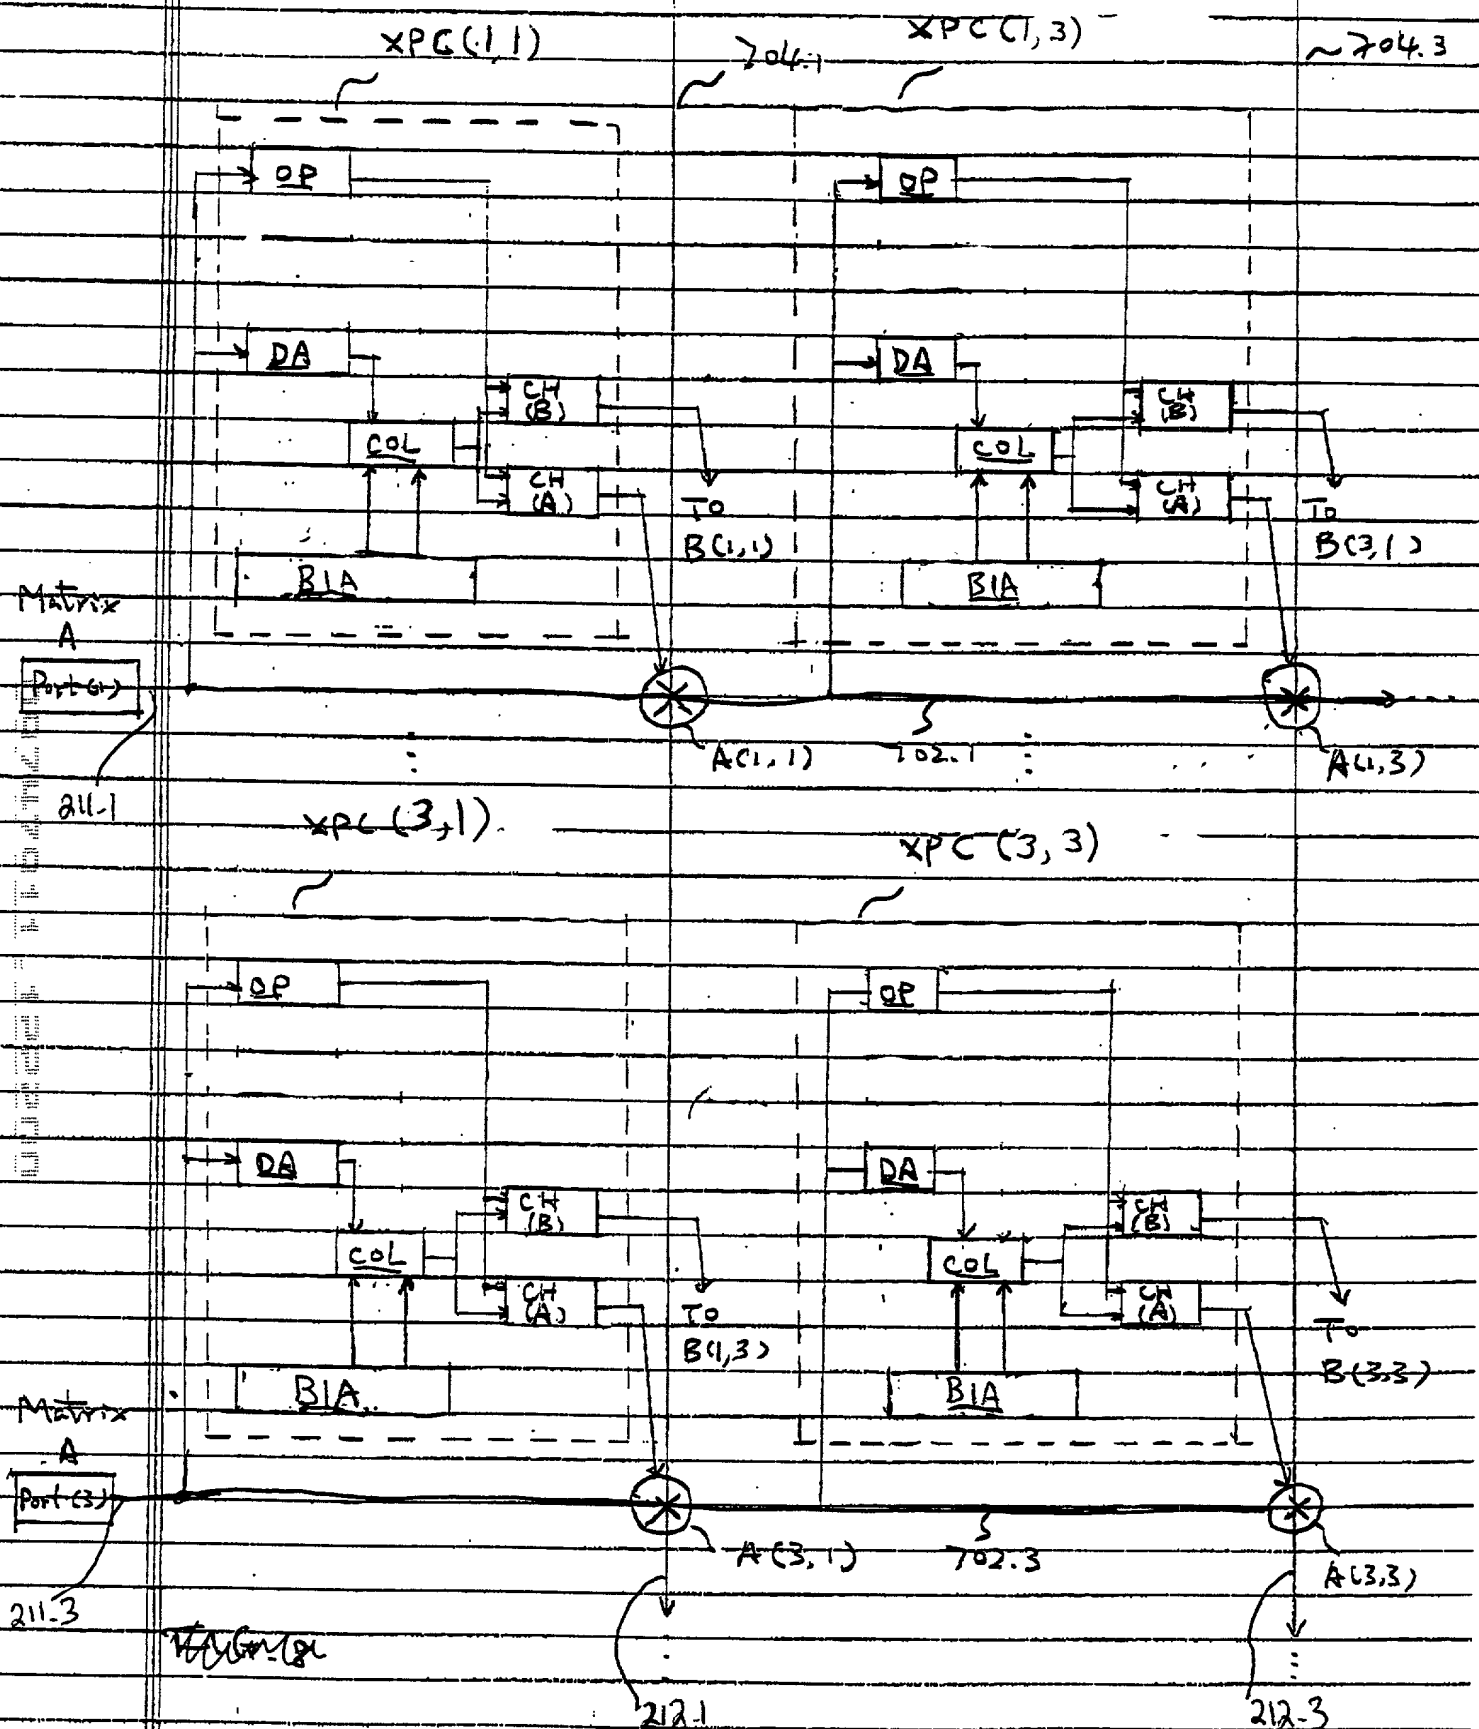 XPC(1,1)
704.1
XPC(1,3)
704.3
OP
OP
DA
DA
CH
(B)
CH
(B)
COL
COL
CH
(A)
CH
(A)
To
B(1,1)
To
B(3,1)
BIA
BIA
Matrix
A
Port(1)
A(1,1)
702.1
A(1,3)
211-1
XPC(3,1)
XPC(3,3)
OP
OP
DA
DA
CH
(B)
CH
(B)
COL
COL
CH
(A)
CH
(A)
To
B(1,3)
To
B(3,3)
BIA
BIA
Matrix
A
Port(3)
A(3,1)
702.3
A(3,3)
211-3
212-1
212-3